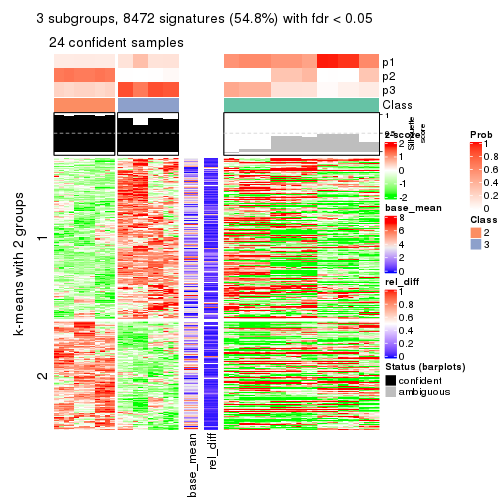 3 subgroups, 8472 signatures (54.8%) with fdr < 0.05
24 confident samples
p1
p2
p3
Class
1
0.5
Silhouette
score
z-score
2
1
0
-1
-2
base_mean
8
6
4
2
0
rel_diff
1
0.8
0.6
0.4
0.2
0
Status (barplots)
confident
ambiguous
Prob
1
0.8
0.6
0.4
0.2
0
Class
2
3
k-means with 2 groups
1
2
base_mean
rel_diff